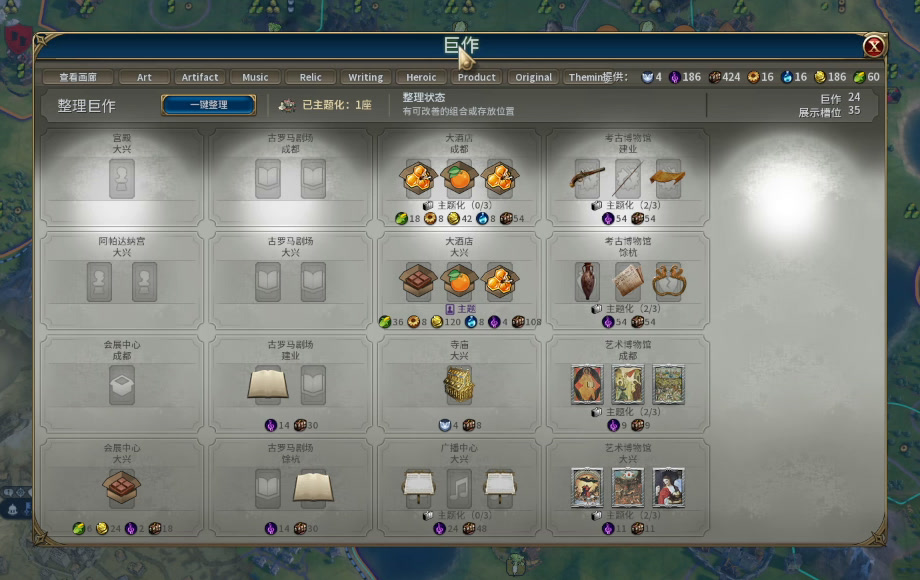 巨作
查看画廊 Art Artifact Music Relic Writing Heroic Product Original Theming 提供： 4 186 424 16 16 186 60
整理巨作 一键整理 已主题化：1座 整理状态 巨作 24
有可改善的组合或存放位置 展示槽位 35
宫殿 古罗马剧场 大酒店 考古博物馆
大兴 成都 成都 建业
主题化 (0/3) 主题化 (2/3)
18 8 42 8 54 54 54
阿帕达纳宫 古罗马剧场 大酒店 考古博物馆
大兴 大兴 大兴 馀杭
主题 主题化 (2/3)
36 8 120 8 4 108 54 54
会展中心 古罗马剧场 寺庙 艺术博物馆
成都 建业 大兴 成都
主题化 (2/3)
14 30 4 8 9 9
会展中心 古罗马剧场 广播中心 艺术博物馆
大兴 馀杭 大兴 大兴
主题化 (0/3) 主题化 (2/3)
6 24 2 18 14 30 24 48 11 11